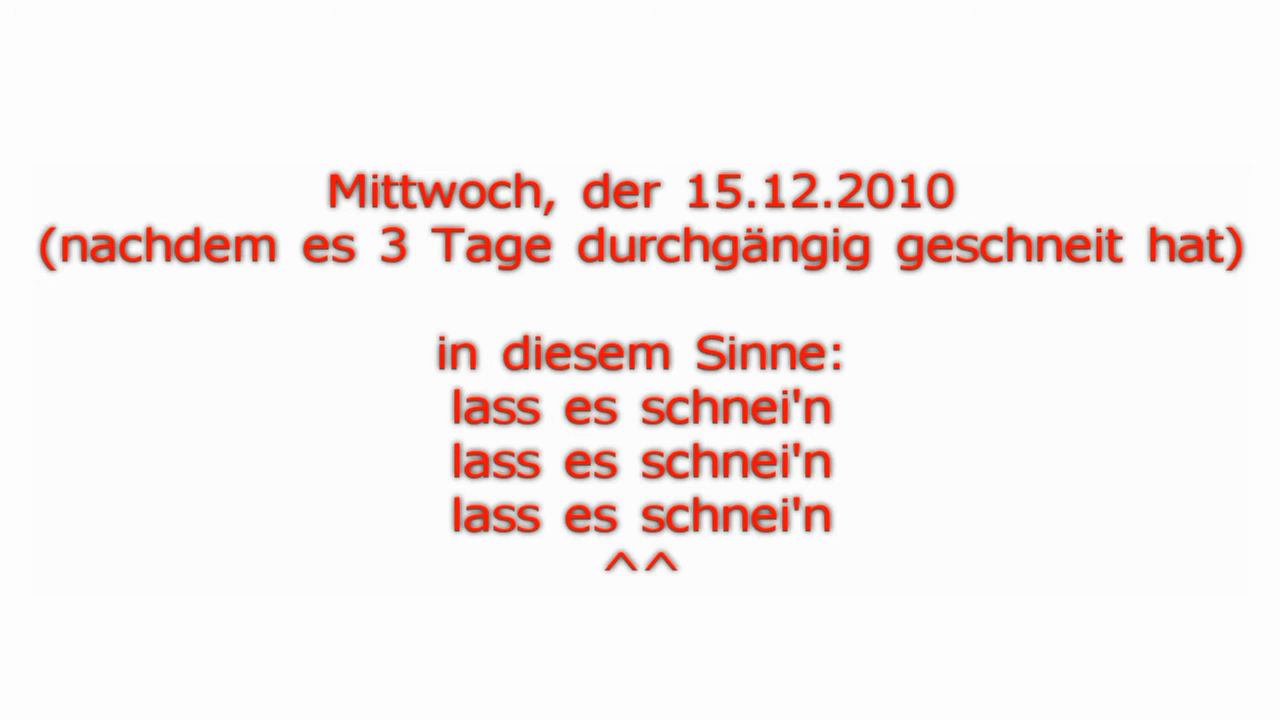 Mittwoch, der 15.12.2010
(nachdem es 3 Tage durchgängig geschneit hat)
in diesem Sinne:
lass es schnei'n
lass es schnei'n
lass es schnei'n
^^